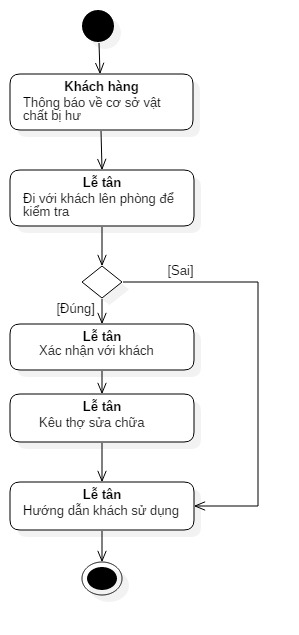 Khách hàng
Thông báo về cơ sở vật
chất bị hư
Lễ tân
Đi với khách lên phòng để
kiểm tra
[Sai]
[Đúng]
Lễ tân
Xác nhận với khách
Lễ tân
Kêu thợ sửa chữa
Lễ tân
Hướng dẫn khách sử dụng